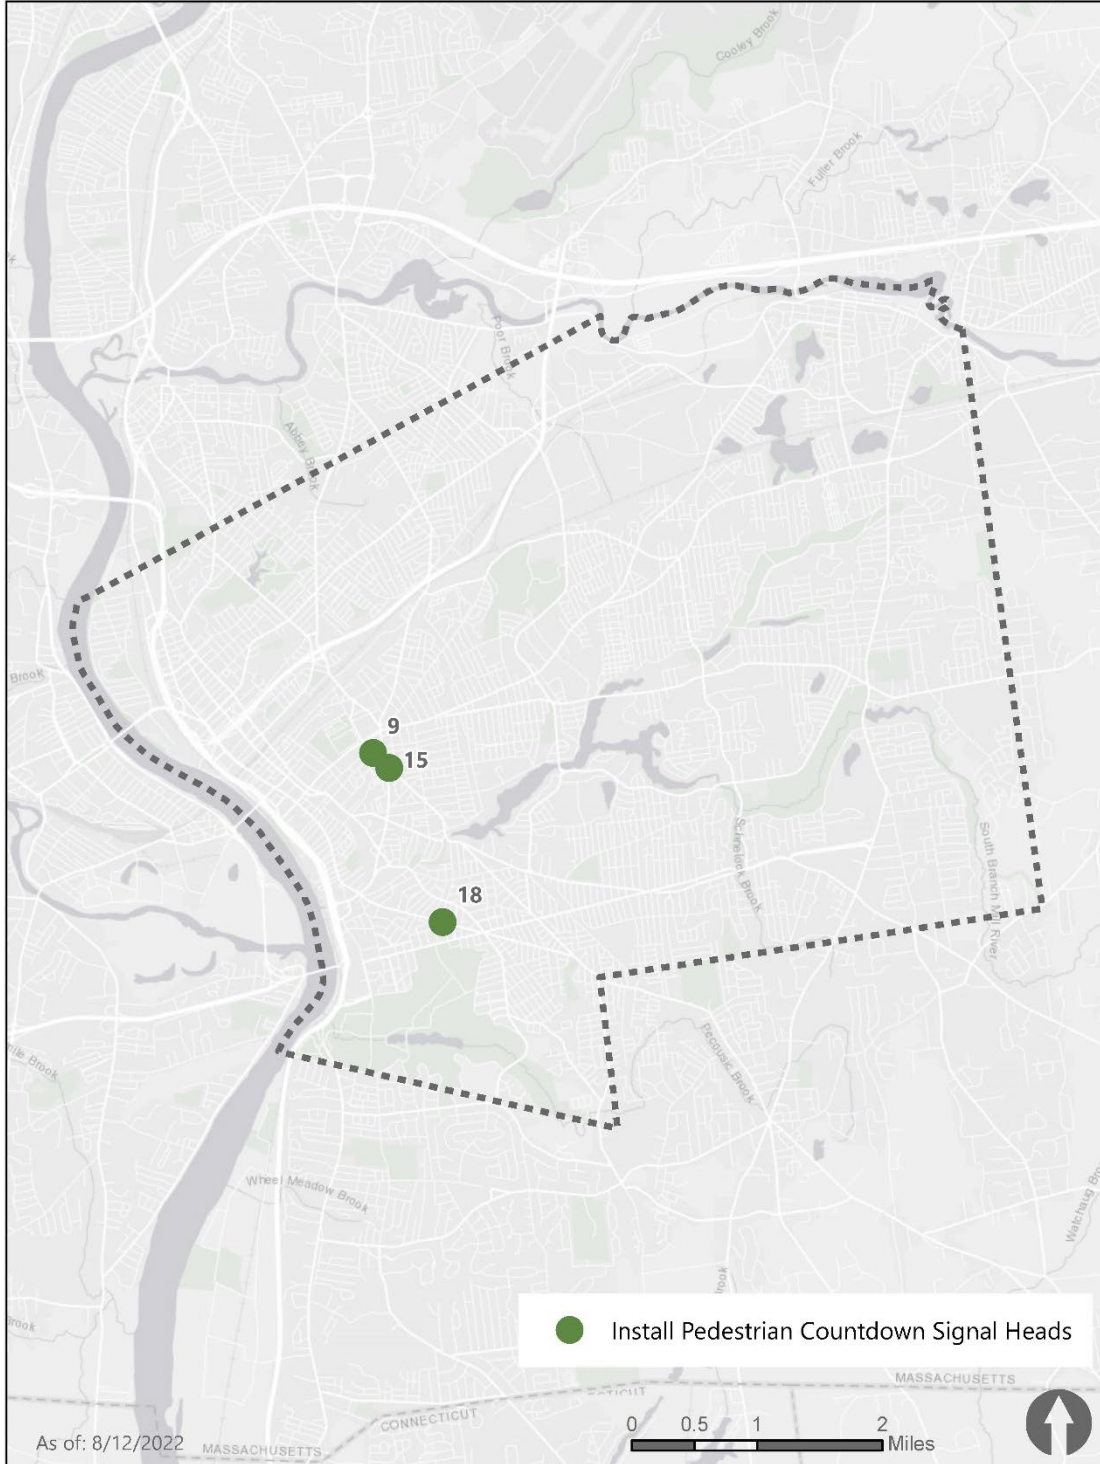 Cooley Brook
Fuller Brook
Poor Brook
Abbey Brook
Brook
9
15
18
Schneelock Brook
South Branch Mill River
Pecousic Brook
Brook
Wheel Meadow Brook
Watchaug
Brook
Brook
Install Pedestrian Countdown Signal Heads
MASSACHUSETTS
CONNECTICUT
MASSACHUSETTS
As of: 8/12/2022
0 0.5 1 2
Miles